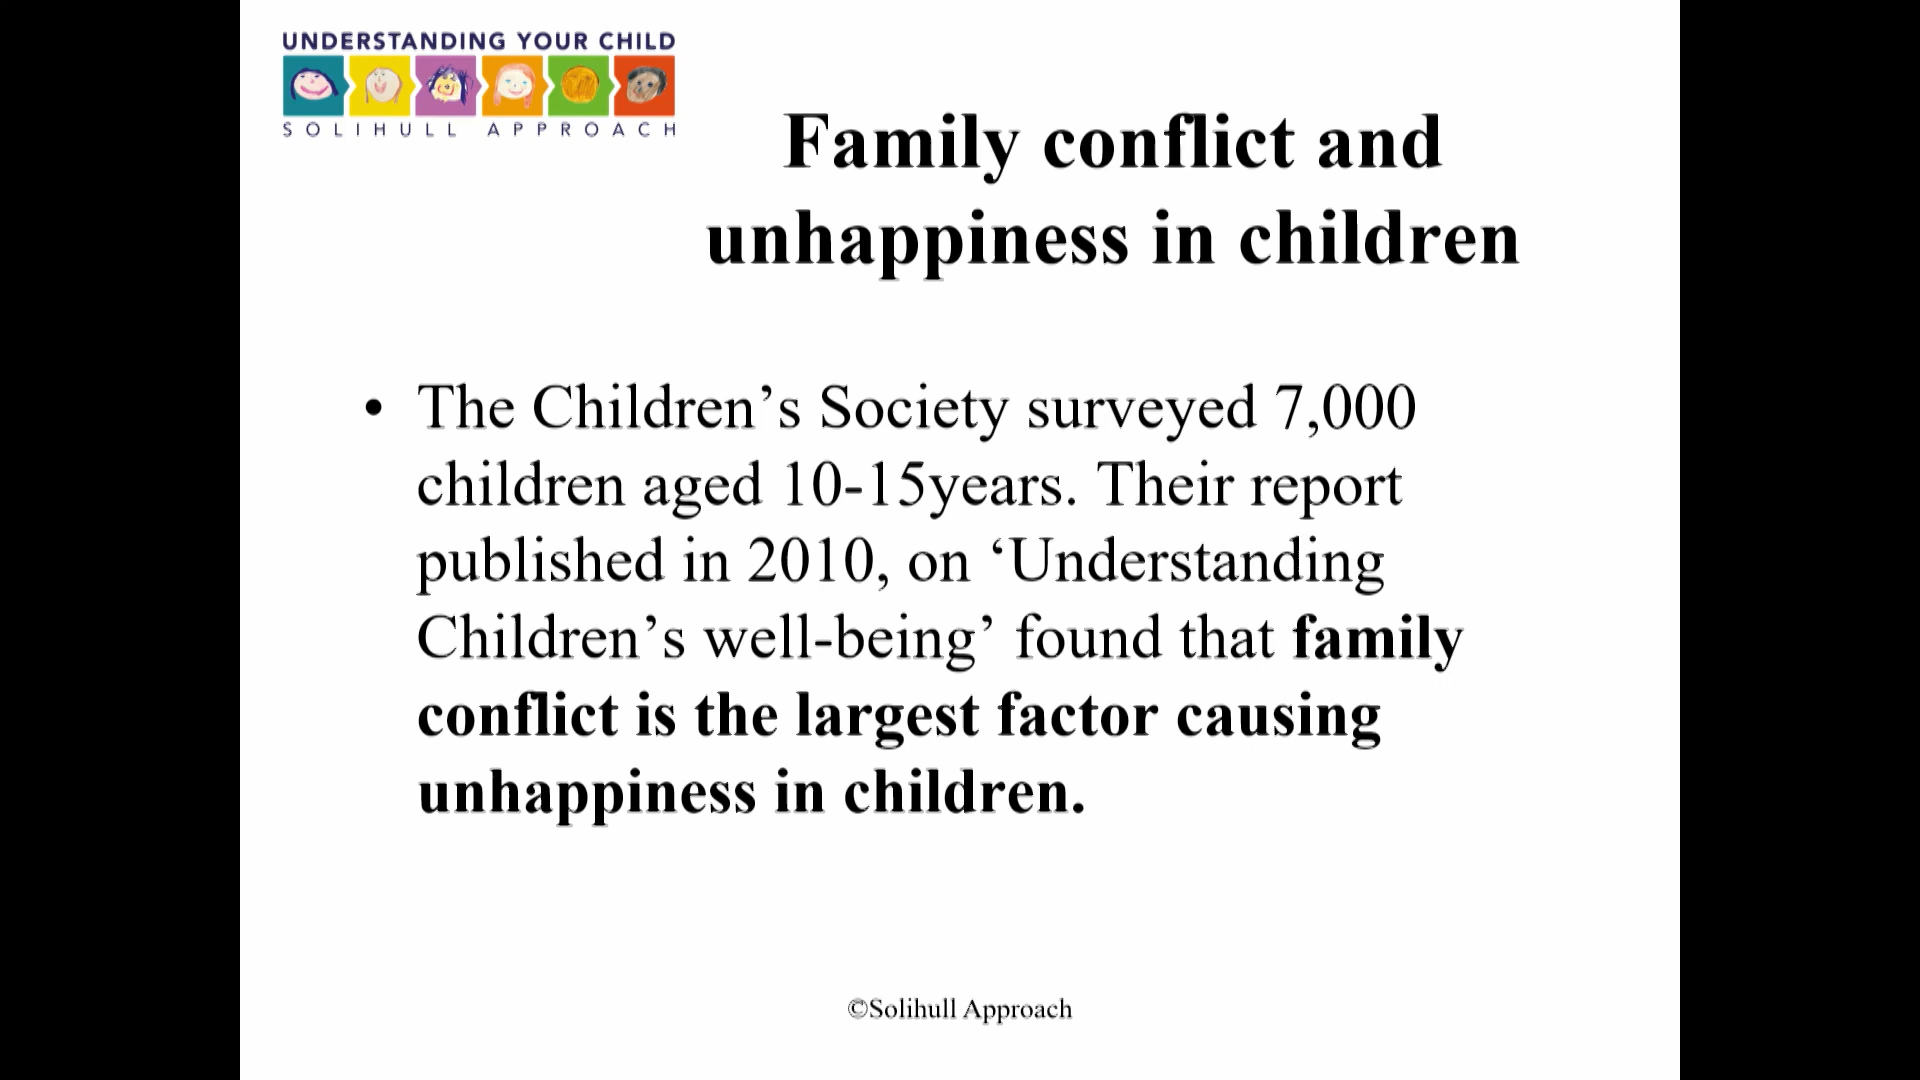 UNDERSTANDING YOUR CHILD
SOLIHULL APPROACH
Family conflict and
unhappiness in children
• The Children’s Society surveyed 7,000
children aged 10-15years. Their report
published in 2010, on ‘Understanding
Children’s well-being’ found that family
conflict is the largest factor causing
unhappiness in children.
©Solihull Approach